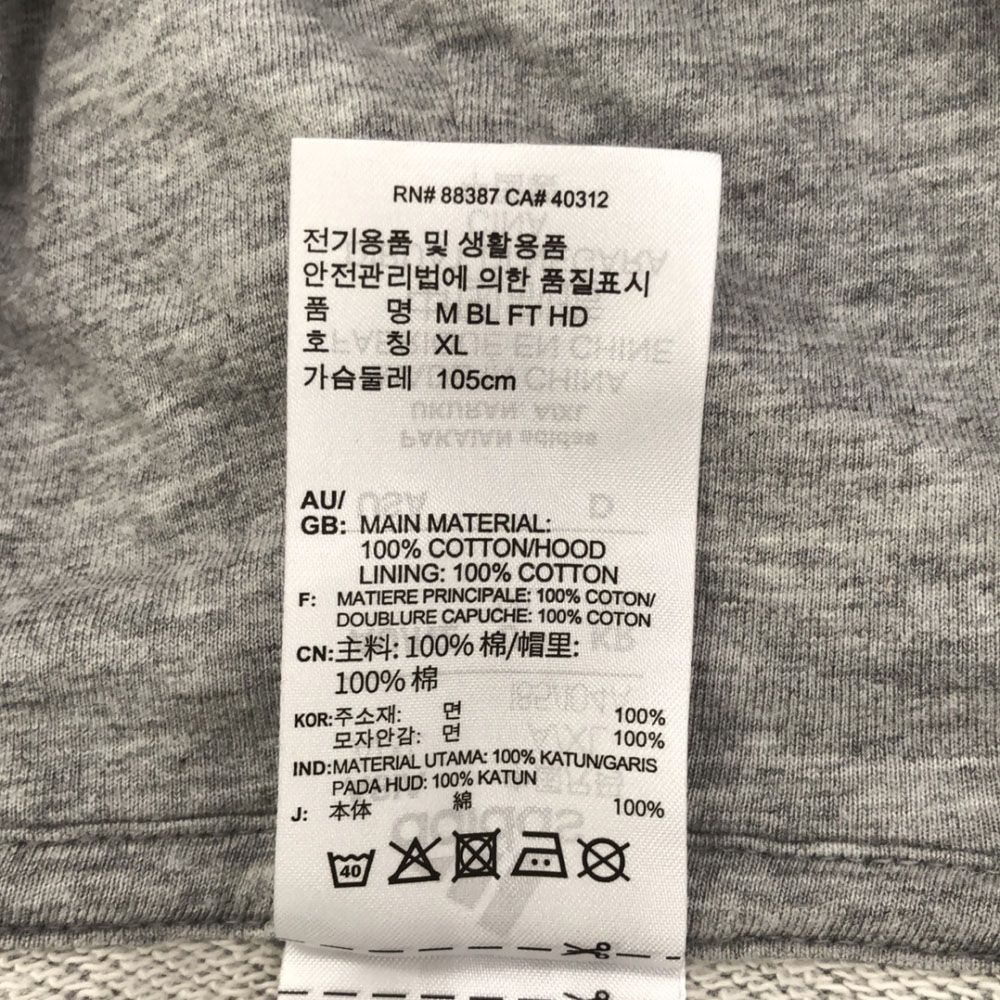 RN# 88387 CA# 40312
전기용품 및 생활용품
안전관리법에 의한 품질표시
품 명 M BL FT HD
호 칭 XL
가슴둘레 105cm
AU/
GB: MAIN MATERIAL:
100% COTTON/HOOD
LINING: 100% COTTON
F: MATIERE PRINCIPALE: 100% COTON/
DOUBLURE CAPUCHE: 100% COTON
CN:主料: 100% 棉/帽里:
100% 棉
KOR:주소재: 면 100%
모자안감: 면 100%
IND:MATERIAL UTAMA: 100% KATUN/GARIS
PADA HUD: 100% KATUN
J: 本体 綿 100%
40